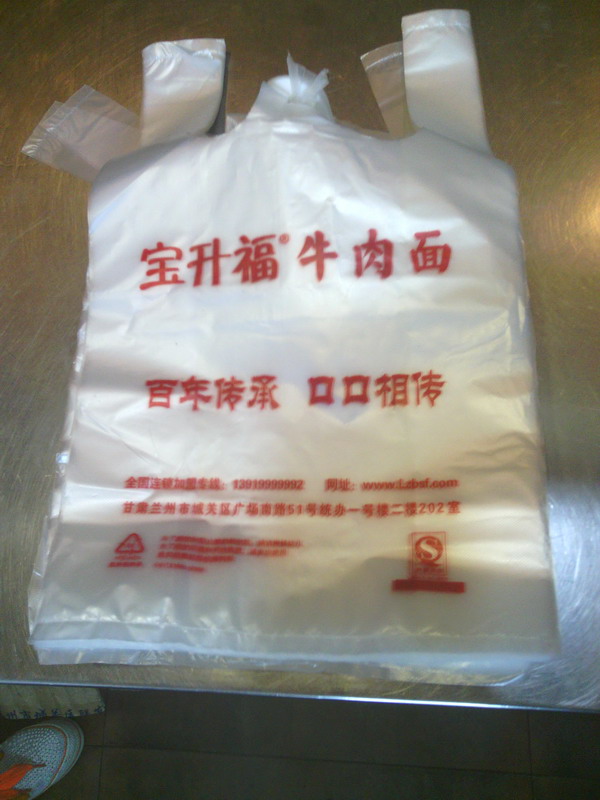 宝升福®牛肉面
百年传承 口口相传
全国连锁加盟专线：13919999992 网址：www.Lzbsf.com
甘肃兰州市城关区广场南路51号统办一号楼二楼202室